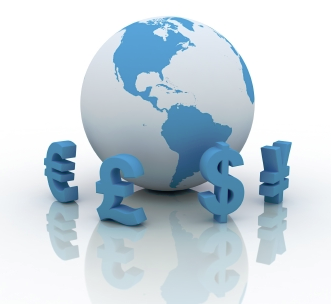 € £ $ ¥